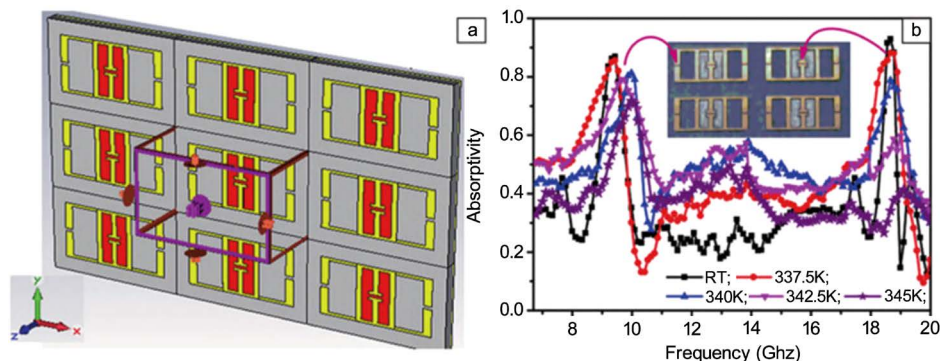 a
y
z
x
b
Absorptivity
1.0
0.8
0.6
0.4
0.2
0.0
RT; 337.5K;
340K; 342.5K; 345K;
8 10 12 14 16 18 20
Frequency (Ghz)